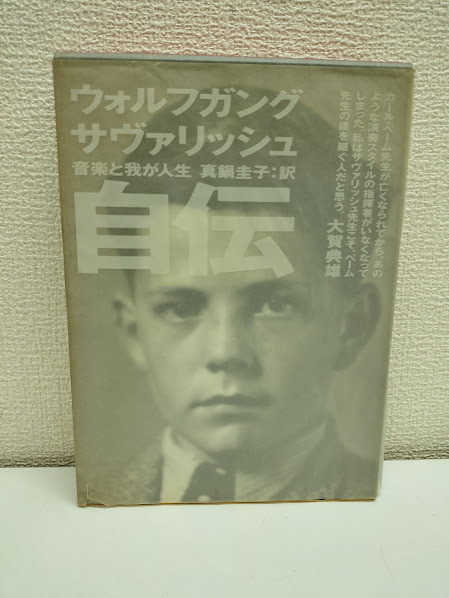 ウォルフガング
サヴァリッシュ
音楽と我が人生 真鍋圭子:訳
自伝
カール・ベーム先生が亡くなられてから、あの
ような演奏スタイルの指揮者がいなくなって
しまった。私はサヴァリッシュ先生こそ、ベーム
先生の後を継ぐ人だと思う。大賀典雄